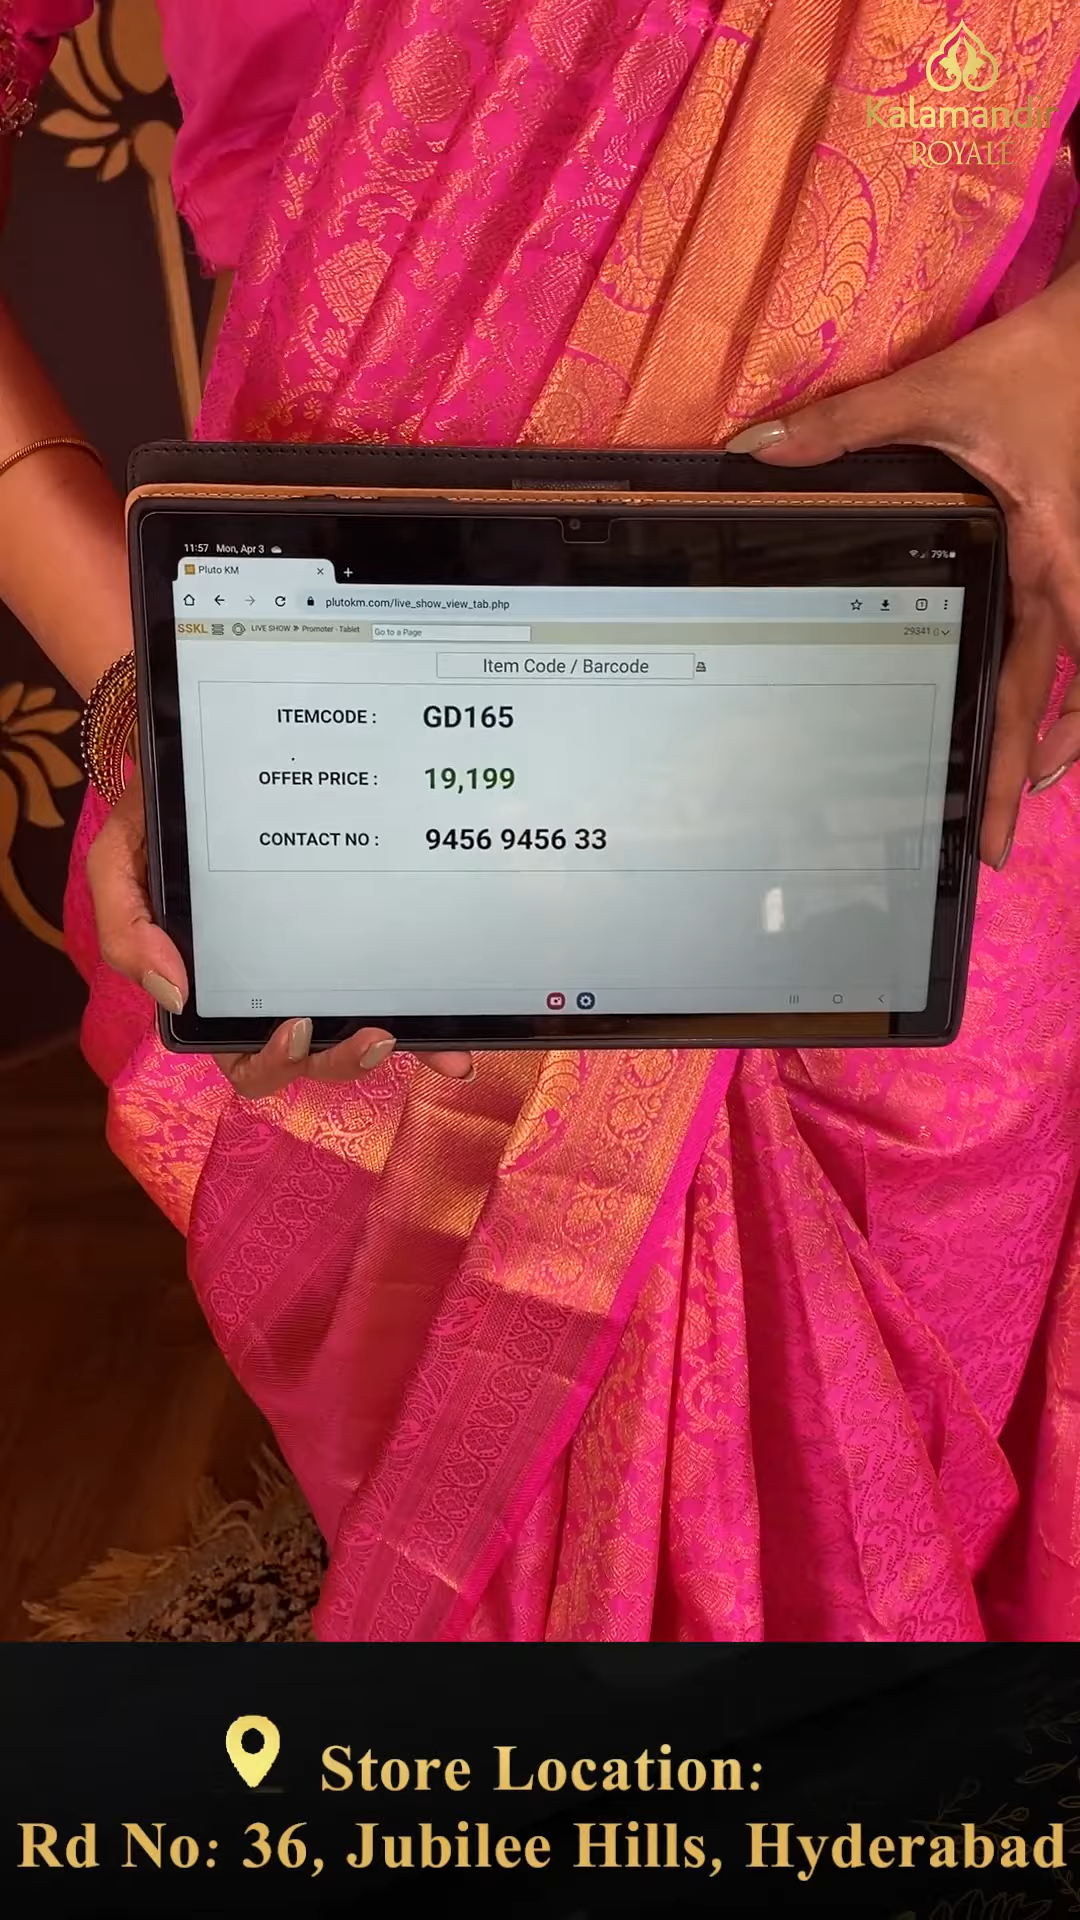 Kalamandir
ROYALE
11:57 Mon, Apr 3
79%
Pluto KM
plutokm.com/live_show_view_tab.php
SSKL
LIVE SHOW » Promoter - Tablet
Go to a Page
29341 ()
Item Code / Barcode
ITEMCODE : GD165
OFFER PRICE : 19,199
CONTACT NO : 9456 9456 33
Store Location:
Rd No: 36, Jubilee Hills, Hyderabad